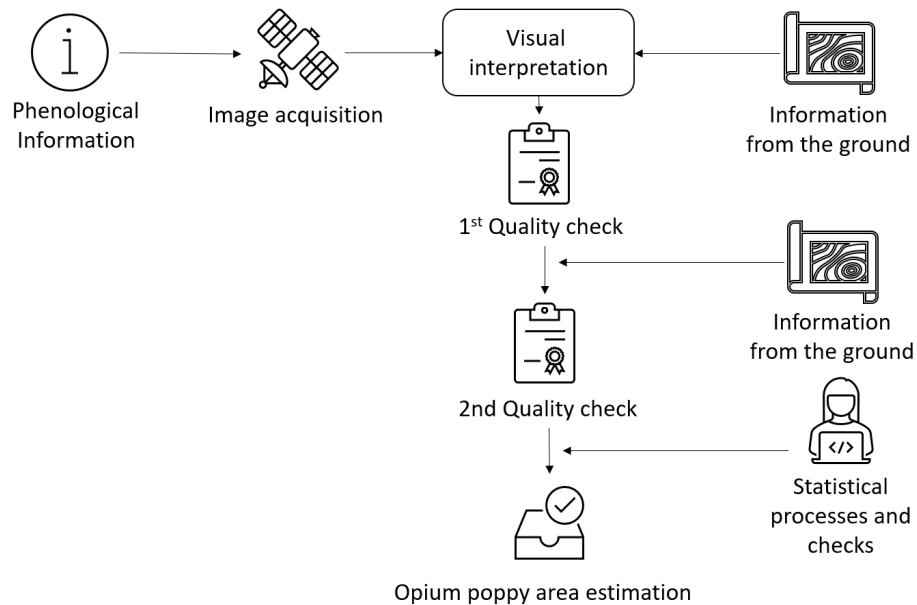 Visual
interpretation
Phenological
Information
Image acquisition
Information
from the ground
1st Quality check
Information
from the ground
2nd Quality check
</>
Statistical
processes and
checks
Opium poppy area estimation